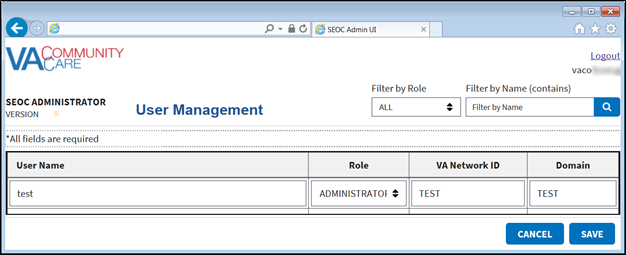 SEOC Admin UI
VA COMMUNITY CARE
Logout
vaco
Filter by Role
Filter by Name (contains)
SEOC ADMINISTRATOR
VERSION
User Management
ALL
Filter by Name
*All fields are required
User Name Role VA Network ID Domain
test ADMINISTRATOR TEST TEST
CANCEL SAVE